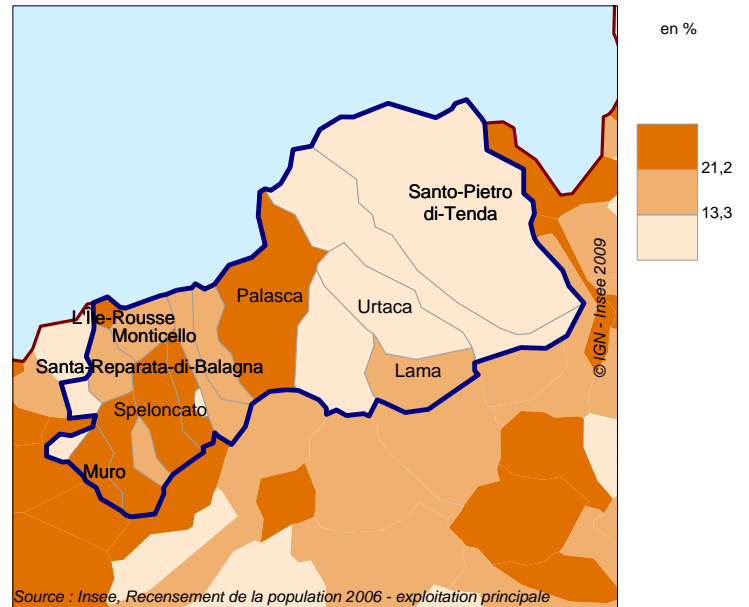 en %
21,2
13,3
Santo-Pietro
di-Tenda
© IGN - Insee 2009
Palasca
Urtaca
L'Île-Rousse
Monticello
Santa-Reparata-di-Balagna
Lama
Speloncato
Muro
Source : Insee, Recensement de la population 2006 - exploitation principale